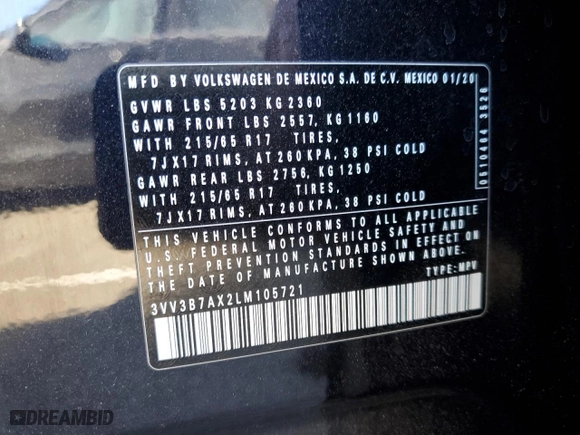 MFD. BY VOLKSWAGEN DE MEXICO S.A. DE C.V. MEXICO 01/20
GVWR LBS 5203 KG 2360
GAWR FRONT LBS 2557, KG 1160
WITH 215/65 R17 TIRES,
7JX17 RIMS, AT 260 KPA, 38 PSI COLD
GAWR REAR LBS 2756, KG 1250
WITH 215/65 R17 TIRES,
7JX17 RIMS, AT 260 KPA, 38 PSI COLD
THIS VEHICLE CONFORMS TO ALL APPLICABLE
U.S. FEDERAL MOTOR VEHICLE SAFETY AND
THEFT PREVENTION STANDARDS IN EFFECT ON
THE DATE OF MANUFACTURE SHOWN ABOVE.
3VV3B7AX2LM105721
TYPE: MPV
0510464 3526
DREAMBID